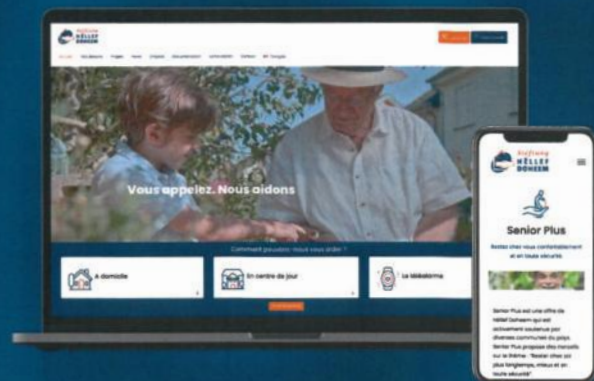 Stiftung
HËLLEF
DOHEEM
Vous appelez. Nous aidons
Comment pouvons-nous vous aider ?
A domicile
En centre de jour
La téléalarme
Stiftung
HËLLEF
DOHEEM
Senior Plus
Restez chez vous confortablement
et en toute sécurité
Senior Plus est une offre de
Hëllef Doheem qui est
activement soutenue par
diverses communes du pays.
Senior Plus propose des conseils
sur le thème : "Rester chez soi
plus longtemps, mieux et en
toute sécurité".